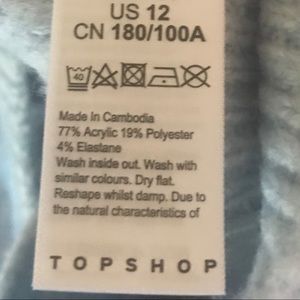 US 12
CN 180/100A
40
Made In Cambodia
77% Acrylic 19% Polyester
4% Elastane
Wash inside out. Wash with
similar colours. Dry flat.
Reshape whilst damp. Due to
the natural characteristics of
TOPSHOP